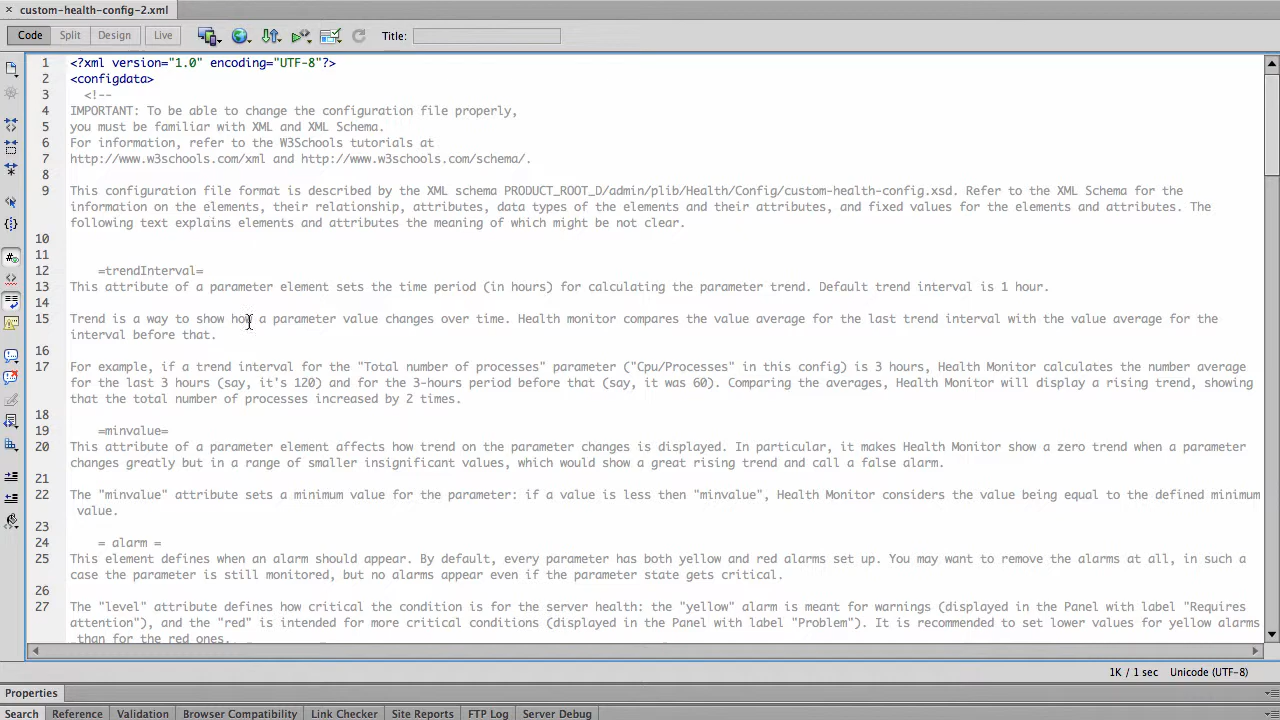 custom-health-config-2.xml
Code Split Design Live Title:
1 <?xml version="1.0" encoding="UTF-8"?>
2 <configdata>
3 <!--
4 IMPORTANT: To be able to change the configuration file properly,
5 you must be familiar with XML and XML Schema.
6 For information, refer to the W3Schools tutorials at
7 http://www.w3schools.com/xml and http://www.w3schools.com/schema/.
8
9 This configuration file format is described by the XML schema PRODUCT_ROOT_D/admin/plib/Health/Config/custom-health-config.xsd. Refer to the XML Schema for the
information on the elements, their relationship, attributes, data types of the elements and their attributes, and fixed values for the elements and attributes. The
following text explains elements and attributes the meaning of which might be not clear.
10
11
12 =trendInterval=
13 This attribute of a parameter element sets the time period (in hours) for calculating the parameter trend. Default trend interval is 1 hour.
14
15 Trend is a way to show how a parameter value changes over time. Health monitor compares the value average for the last trend interval with the value average for the
interval before that.
16
17 For example, if a trend interval for the "Total number of processes" parameter ("Cpu/Processes" in this config) is 3 hours, Health Monitor calculates the number average
for the last 3 hours (say, it's 120) and for the 3-hours period before that (say, it was 60). Comparing the averages, Health Monitor will display a rising trend, showing
that the total number of processes increased by 2 times.
18
19 =minvalue=
20 This attribute of a parameter element affects how trend on the parameter changes is displayed. In particular, it makes Health Monitor show a zero trend when a parameter
changes greatly but in a range of smaller insignificant values, which would show a great rising trend and call a false alarm.
21
22 The "minvalue" attribute sets a minimum value for the parameter: if a value is less then "minvalue", Health Monitor considers the value being equal to the defined minimum
value.
23
24 = alarm =
25 This element defines when an alarm should appear. By default, every parameter has both yellow and red alarms set up. You may want to remove the alarms at all, in such a
case the parameter is still monitored, but no alarms appear even if the parameter state gets critical.
26
27 The "level" attribute defines how critical the condition is for the server health: the "yellow" alarm is meant for warnings (displayed in the Panel with label "Requires
attention"), and the "red" is intended for more critical conditions (displayed in the Panel with label "Problem"). It is recommended to set lower values for yellow alarms
than for the red ones.
1K / 1 sec Unicode (UTF-8)
Properties
Search Reference Validation Browser Compatibility Link Checker Site Reports FTP Log Server Debug